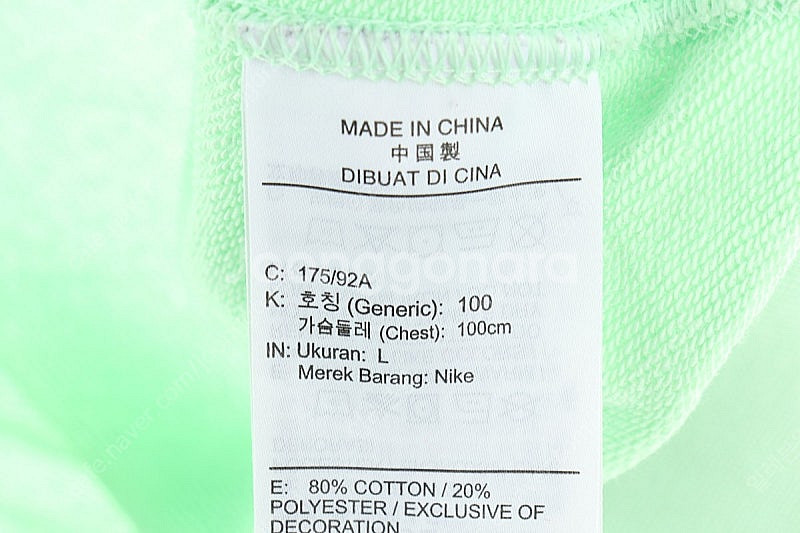 MADE IN CHINA
中国製
DIBUAT DI CINA
C: 175/92A
K: 호칭 (Generic): 100
가슴둘레 (Chest): 100cm
IN: Ukuran: L
Merek Barang: Nike
E: 80% COTTON / 20%
POLYESTER / EXCLUSIVE OF
DECORATION